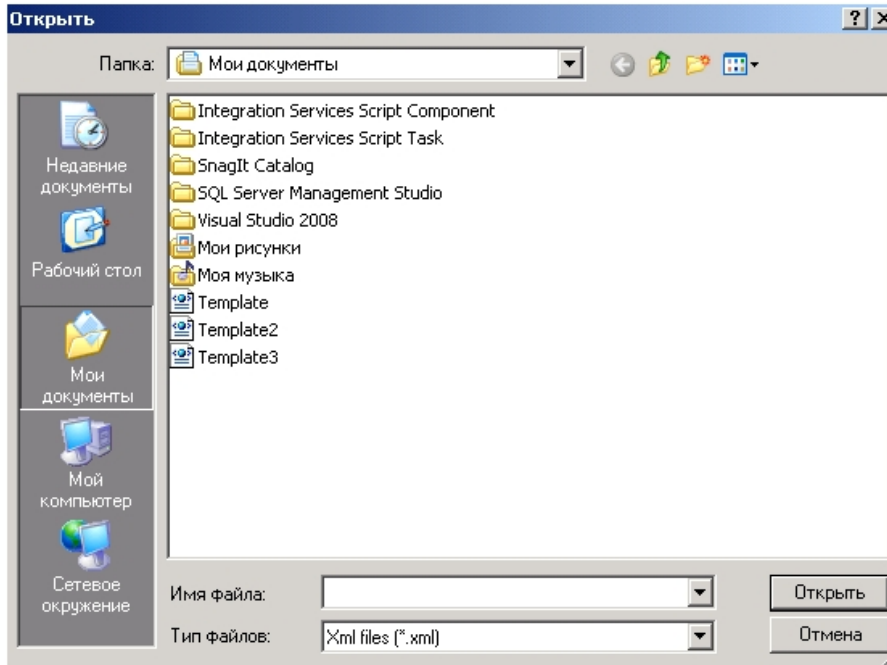 Открыть
Папка: Мои документы
Integration Services Script Component
Integration Services Script Task
SnagIt Catalog
SQL Server Management Studio
Visual Studio 2008
Мои рисунки
Моя музыка
Template
Template2
Template3
Недавние
документы
Рабочий стол
Мои
документы
Мой
компьютер
Сетевое
окружение
Имя файла: Открыть
Тип файлов: Xml files (*.xml) Отмена